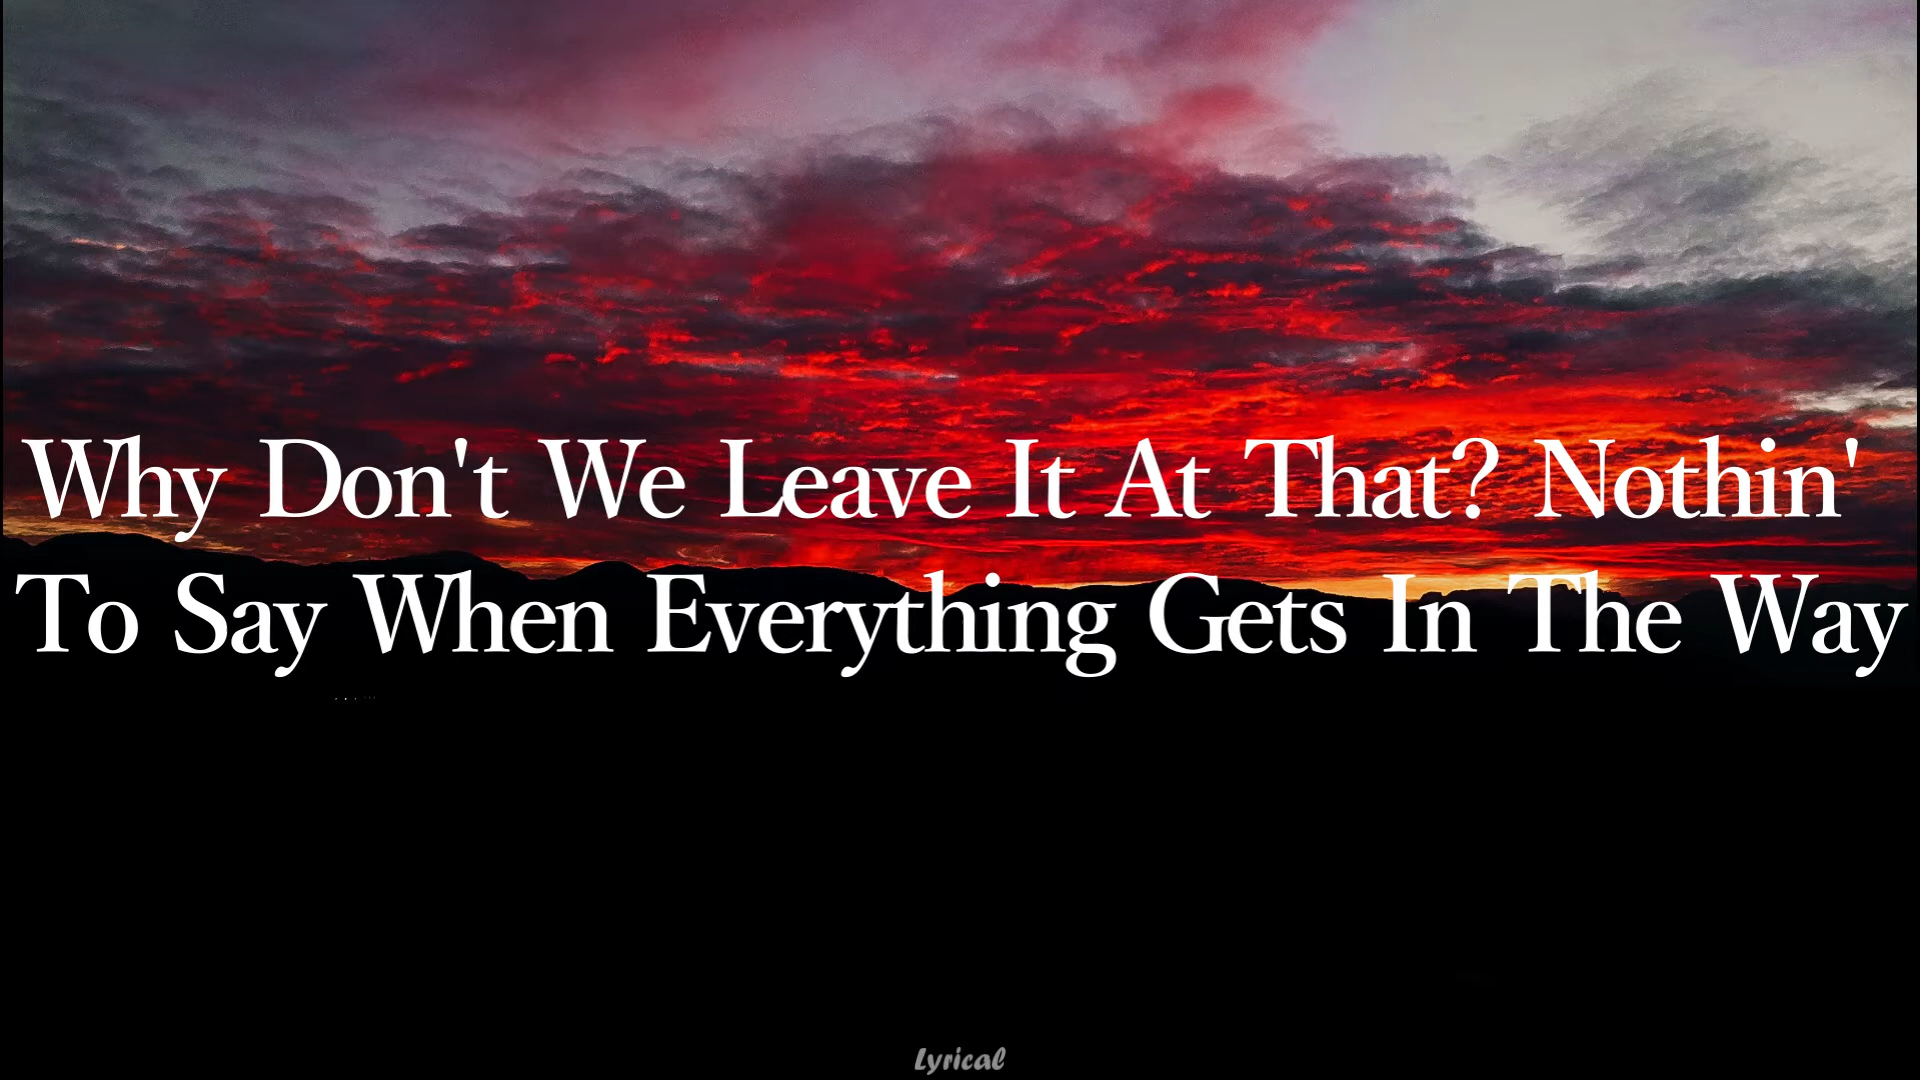 Why Don't We Leave It At That? Nothin'
To Say When Everything Gets In The Way
Lyrical